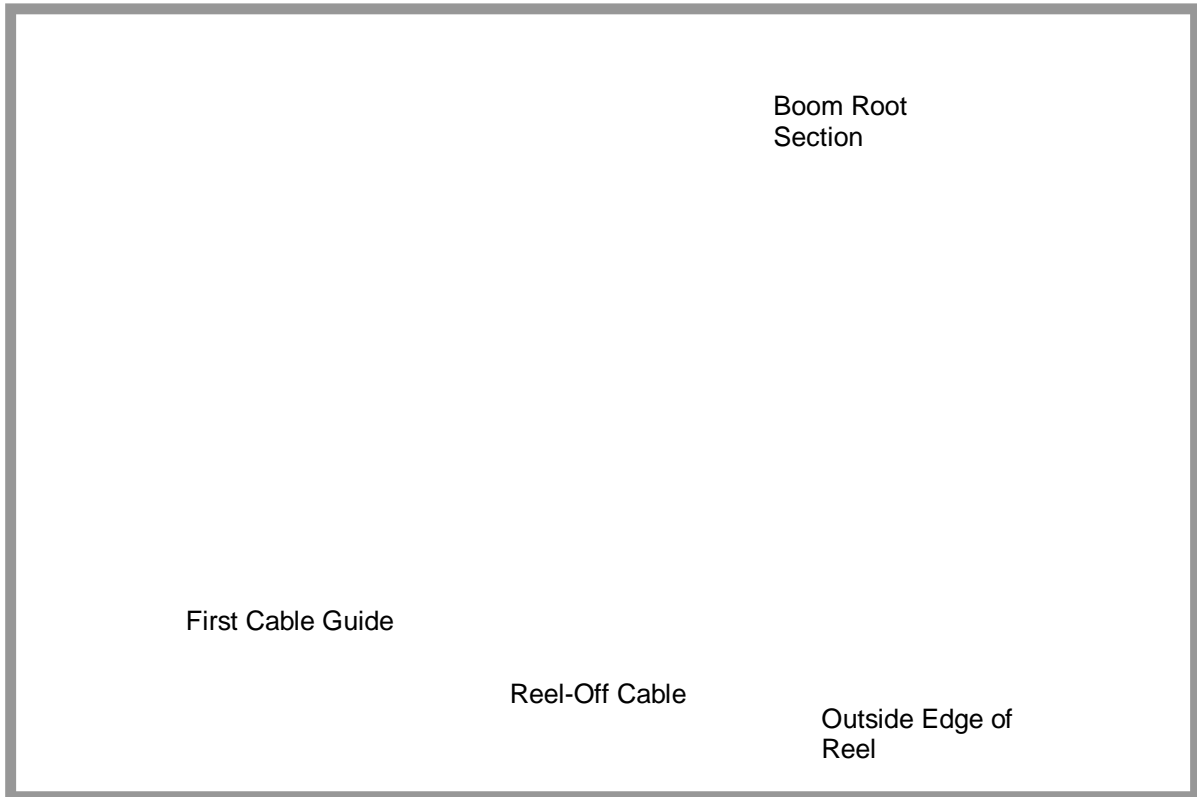 Boom Root
Section
First Cable Guide
Reel-Off Cable
Outside Edge of
Reel